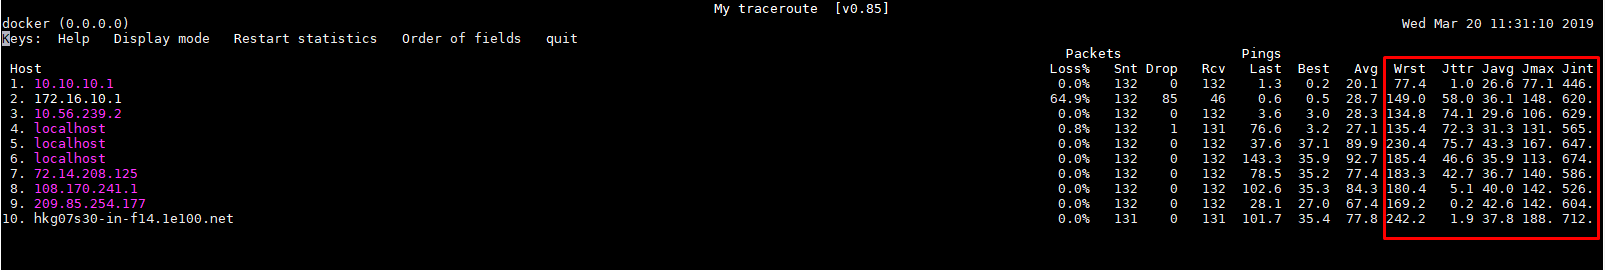 My traceroute  [v0.85]
docker (0.0.0.0)                                        Wed Mar 20 11:31:10 2019
Keys:  Help   Display mode   Restart statistics   Order of fields   quit
Packets               Pings
Host   Loss%   Snt Drop   Rcv  Last  Best   Avg  Wrst  Jttr Javg Jmax Jint
1. 10.10.10.1   0.0%   132    0   132   1.3   0.2  20.1  77.4   1.0 26.6 77.1 446.
2. 172.16.10.1   64.9%   132   85    46   0.6   0.5  28.7 149.0  58.0 36.1 148. 620.
3. 10.56.239.2   0.0%   132    0   132   3.6   3.0  28.3 134.8  74.1 29.6 106. 629.
4. localhost   0.8%   132    1   131  76.6   3.2  27.1 135.4  72.3 31.3 131. 565.
5. localhost   0.0%   132    0   132  37.6  37.1  89.9 230.4  75.7 43.3 167. 647.
6. localhost   0.0%   132    0   132 143.3  35.9  92.7 185.4  46.6 35.9 113. 674.
7. 72.14.208.125   0.0%   132    0   132  78.5  35.2  77.4 183.3  42.7 36.7 140. 586.
8. 108.170.241.1   0.0%   132    0   132 102.6  35.3  84.3 180.4   5.1 40.0 142. 526.
9. 209.85.254.177   0.0%   132    0   132  28.1  27.0  67.4 169.2   0.2 42.6 142. 604.
10. hkg07s30-in-f14.1e100.net   0.0%   131    0   131 101.7  35.4  77.8 242.2   1.9 37.8 188. 712.